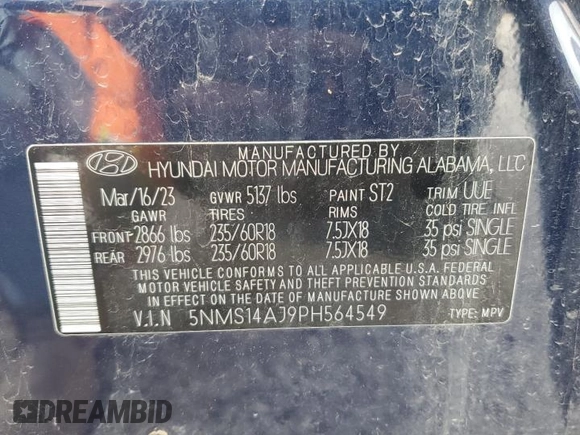 MANUFACTURED BY
HYUNDAI MOTOR MANUFACTURING ALABAMA, LLC
Mar/16/23 GVWR 5137 lbs PAINT ST2 TRIM UUE
GAWR TIRES RIMS COLD TIRE INFL
FRONT-2866 lbs 235/60R18 7.5JX18 35 psi SINGLE
REAR 2976 lbs 235/60R18 7.5JX18 35 psi SINGLE
THIS VEHICLE CONFORMS TO ALL APPLICABLE U.S.A. FEDERAL
MOTOR VEHICLE SAFETY AND THEFT PREVENTION STANDARDS
IN EFFECT ON THE DATE OF MANUFACTURE SHOWN ABOVE.
V.I.N 5NMS14AJ9PH564549 TYPE: MPV
DREAMBID